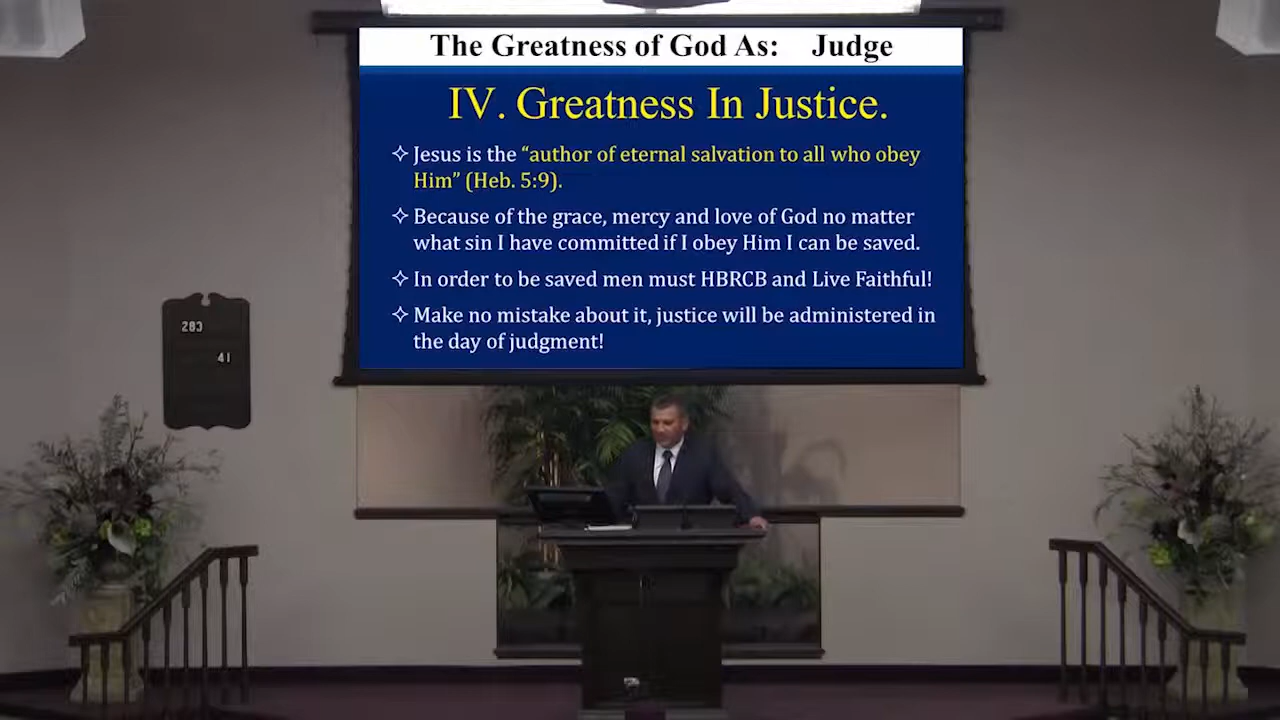 The Greatness of God As: Judge
IV. Greatness In Justice.
✧ Jesus is the “author of eternal salvation to all who obey
Him” (Heb. 5:9).
✧ Because of the grace, mercy and love of God no matter
what sin I have committed if I obey Him I can be saved.
✧ In order to be saved men must HBRCB and Live Faithful!
✧ Make no mistake about it, justice will be administered in
the day of judgment!
203
41